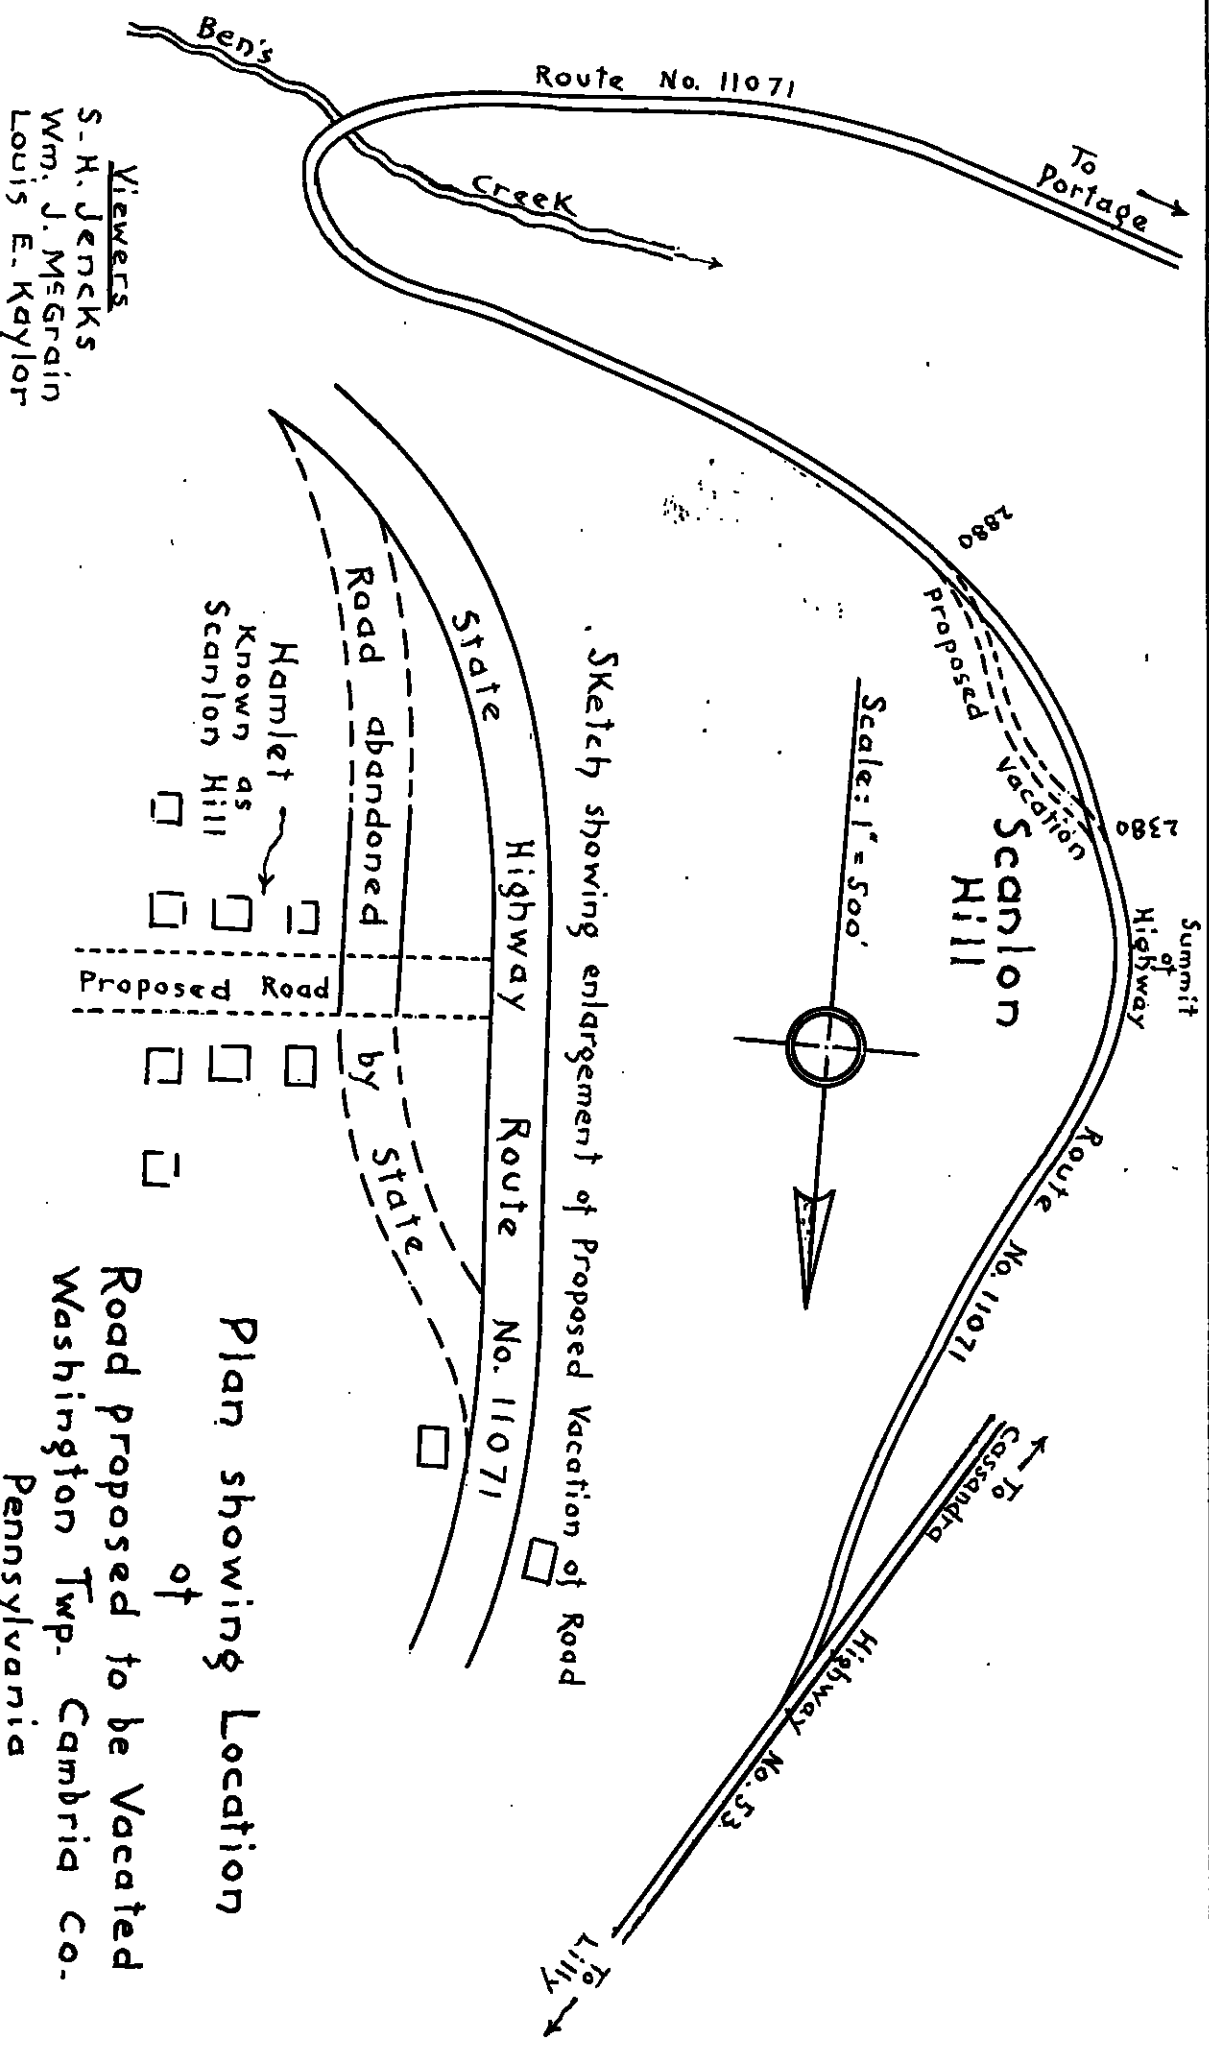 Ben's
Creek
Route No. 11071
To
Portage
2880
Proposed
Vacation
2380
Summit
of
Highway
Scanlon
Hill
Scale: 1" = 500'
Route No. 11071
To
Cassandra
Highway No. 53
To
Lilly
. Sketch showing enlargement of Proposed Vacation of Road
State Highway Route No. 11071
Road abandoned by State
Proposed Road
Hamlet
Known as
Scanlon Hill
Viewers
S. H. Jencks
Wm. J. McGrain
Louis E. Kaylor
Plan showing Location
of
Road proposed to be Vacated
Washington Twp. Cambria Co.
Pennsylvania